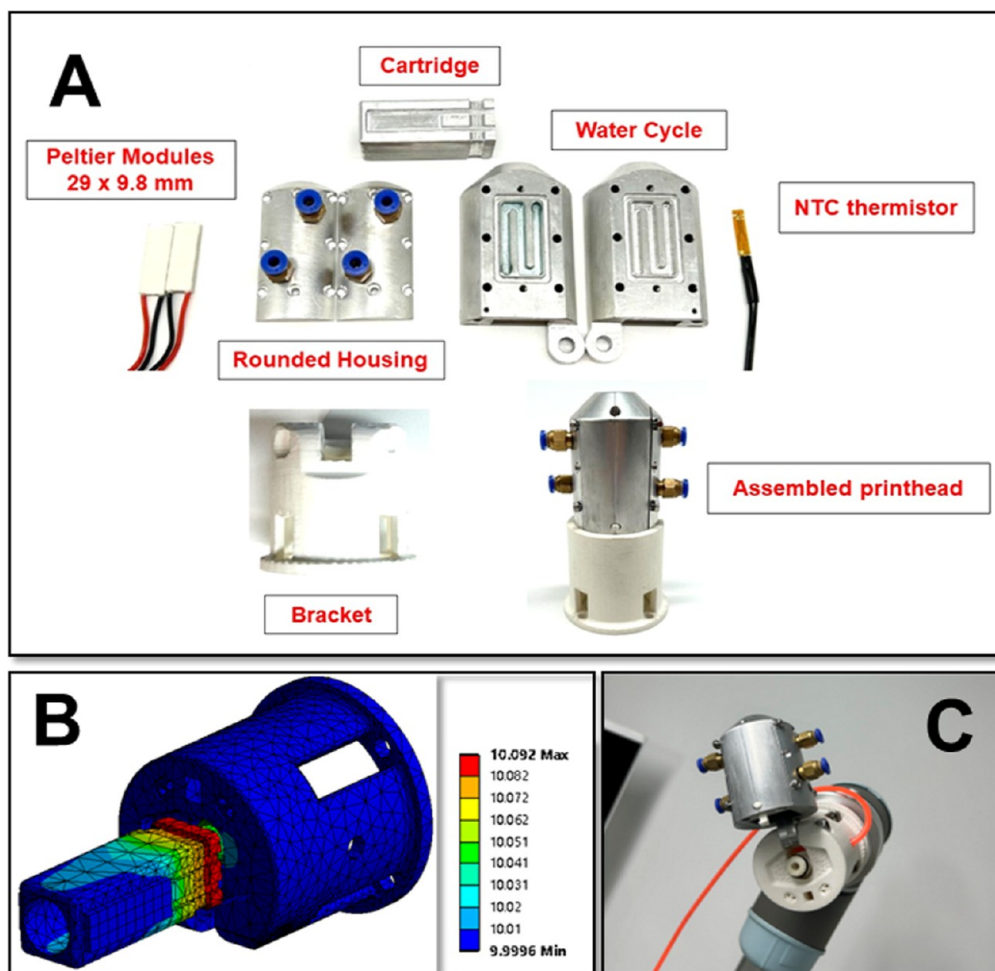 A
Cartridge
Peltier Modules
29 x 9.8 mm
Water Cycle
NTC thermistor
Rounded Housing
Assembled printhead
Bracket
B
10.092 Max
10.082
10.072
10.062
10.051
10.041
10.031
10.02
10.01
9.9996 Min
C